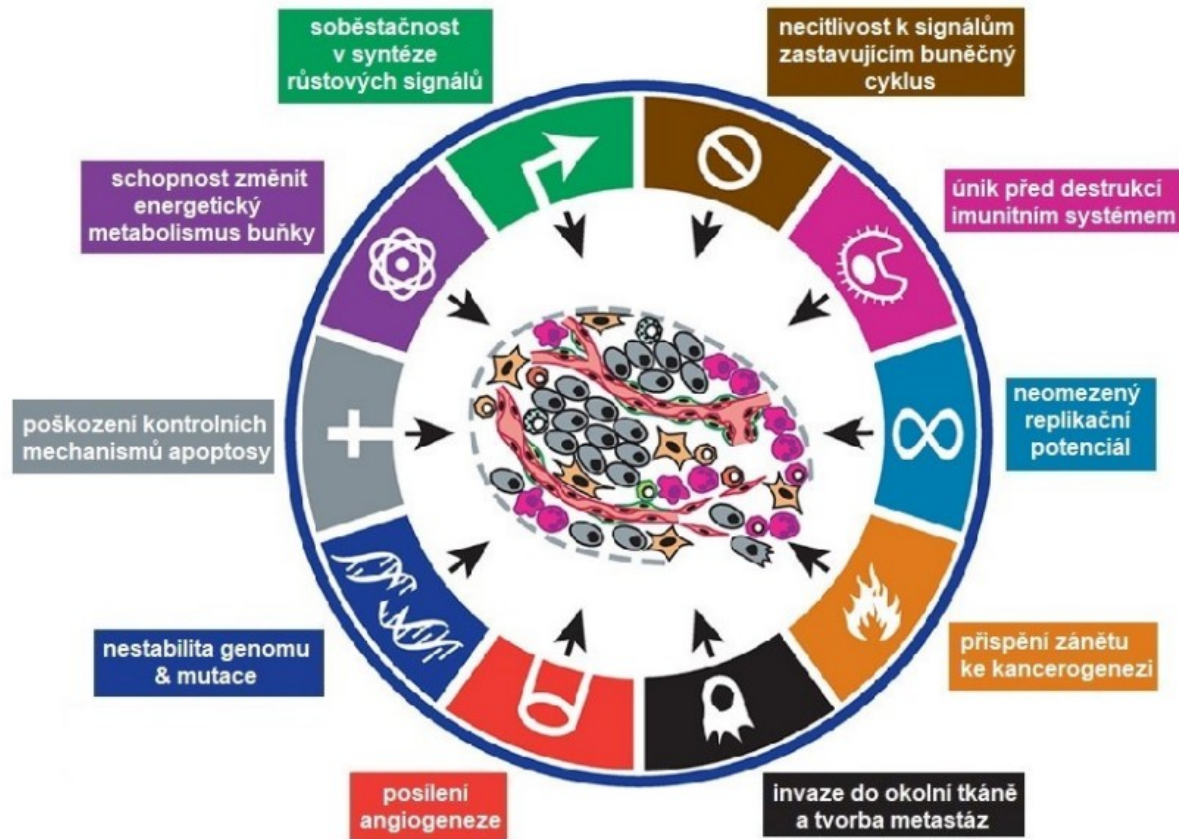 soběstačnost
v syntéze
růstových signálů
necitlivost k signálům
zastavujícím buněčný
cyklus
schopnost změnit
energetický
metabolismus buňky
únik před destrukcí
imunitním systémem
poškození kontrolních
mechanismů apoptosy
neomezený
replikační
potenciál
nestabilita genomu
& mutace
přispění zánětu
ke kancerogenezi
posílení
angiogeneze
invaze do okolní tkáně
a tvorba metastáz